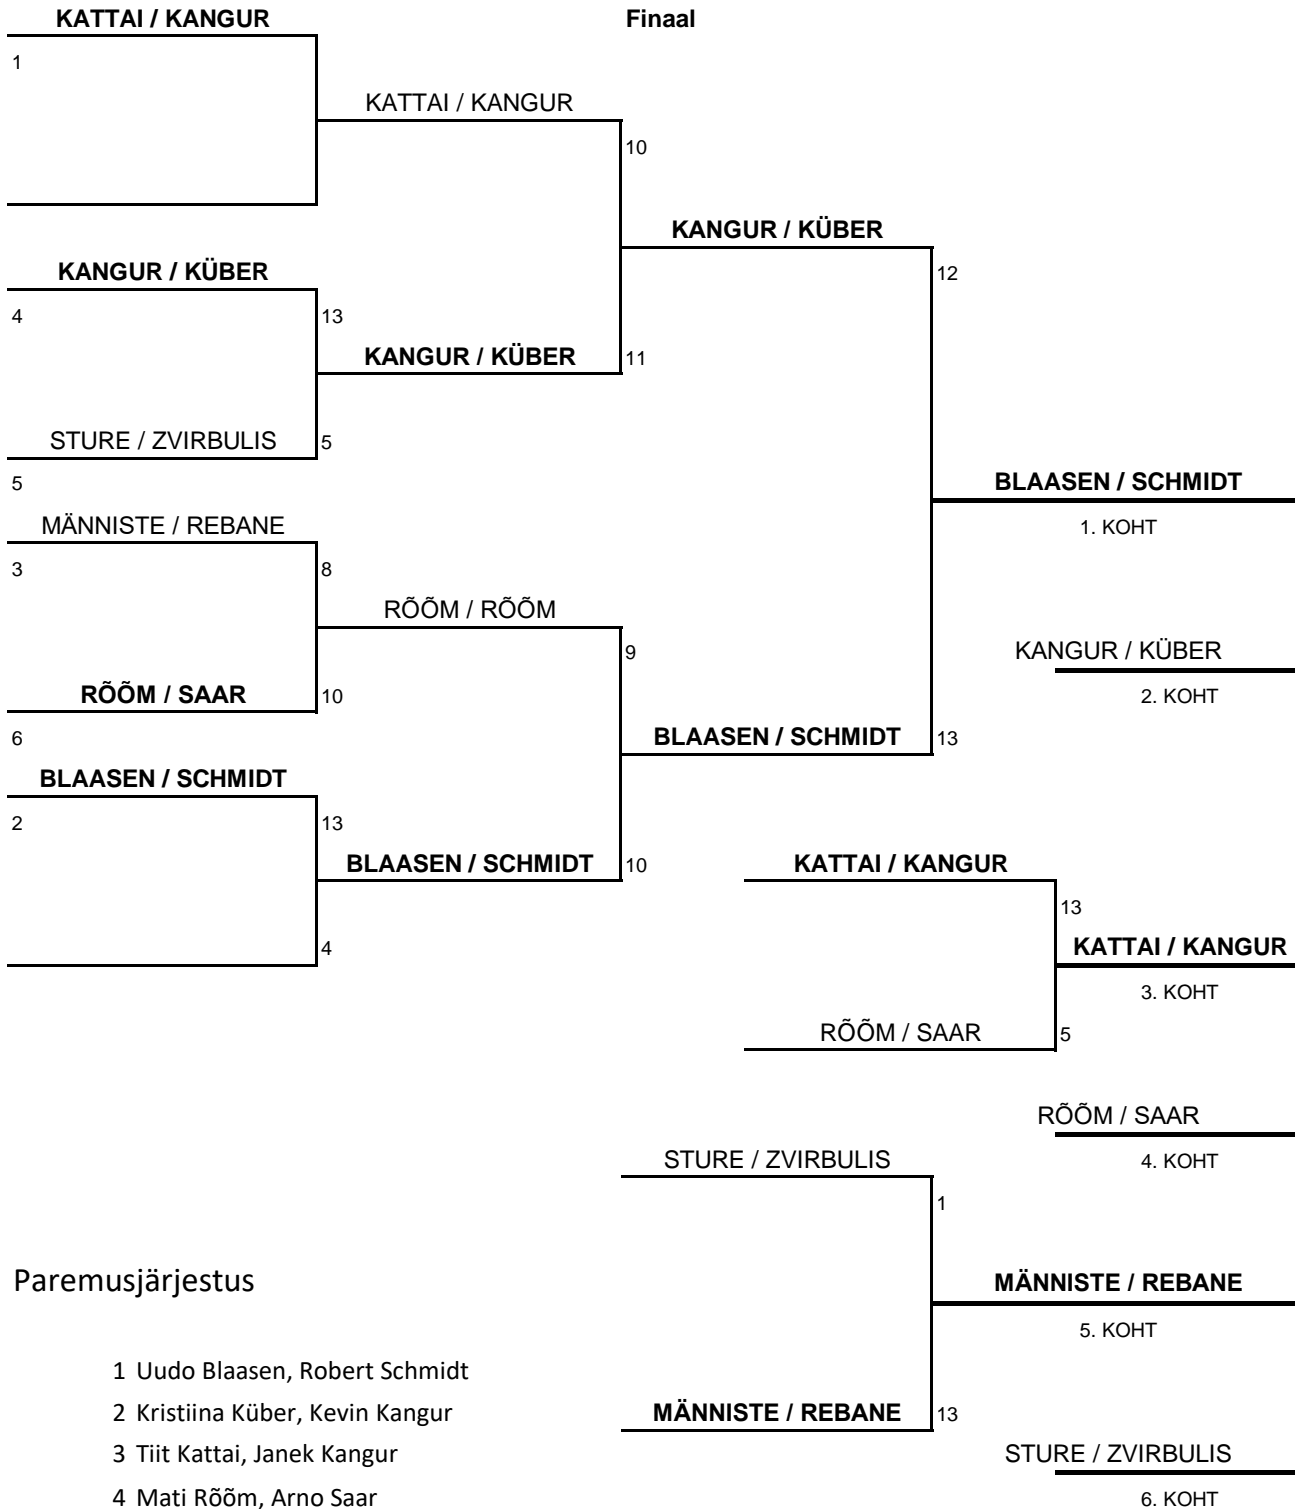 KATTAI / KANGUR Finaal
1
KATTAI / KANGUR
10
KANGUR / KÜBER
KANGUR / KÜBER 12
4 13
KANGUR / KÜBER 11
STURE / ZVIRBULIS 5
5 BLAASEN / SCHMIDT
MÄNNISTE / REBANE 1. KOHT
3 8
RÕÕM / RÕÕM
9 KANGUR / KÜBER
RÕÕM / SAAR 10 2. KOHT
6 BLAASEN / SCHMIDT 13
BLAASEN / SCHMIDT
2 13
BLAASEN / SCHMIDT 10 KATTAI / KANGUR
13
4 KATTAI / KANGUR
3. KOHT
RÕÕM / SAAR 5
RÕÕM / SAAR
STURE / ZVIRBULIS 4. KOHT
1
Paremusjärjestus MÄNNISTE / REBANE
5. KOHT
1 Uudo Blaasen, Robert Schmidt
2 Kristiina Küber, Kevin Kangur MÄNNISTE / REBANE 13
3 Tiit Kattai, Janek Kangur STURE / ZVIRBULIS
4 Mati Rõõm, Arno Saar 6. KOHT